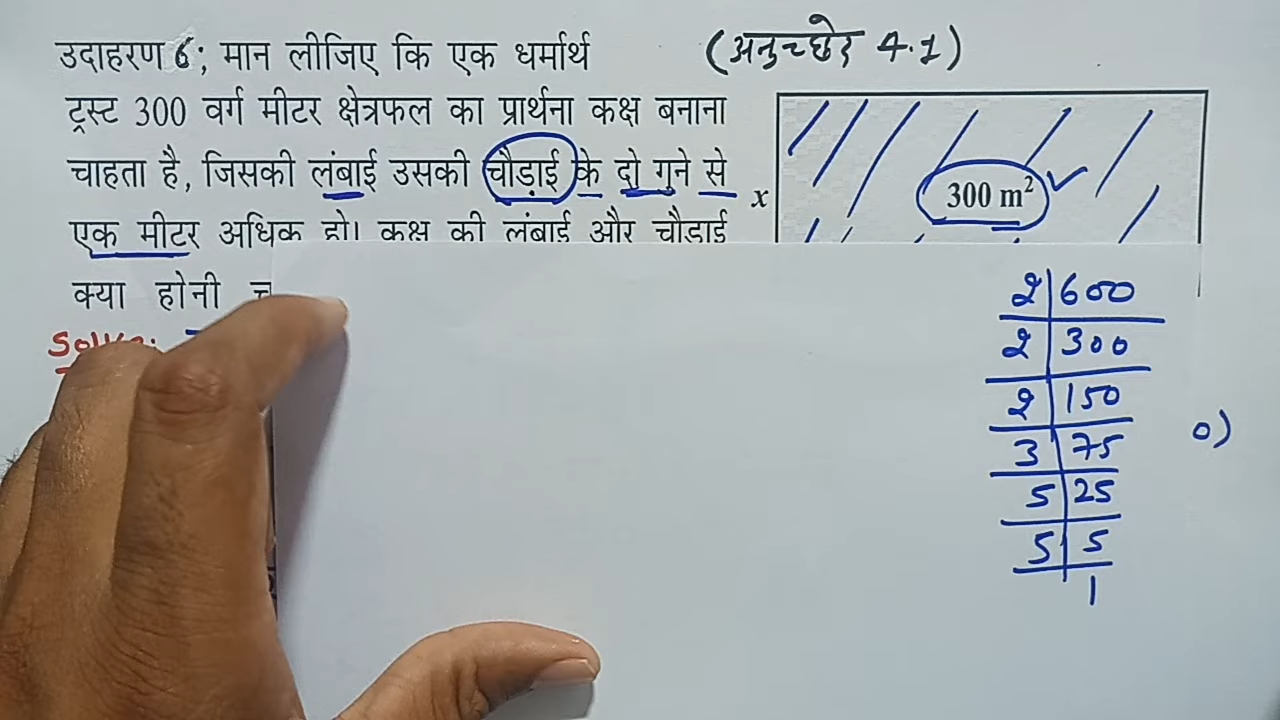 उदाहरण 6; मान लीजिए कि एक धर्मार्थ
(अनुच्छेद 4.1)
ट्रस्ट 300 वर्ग मीटर क्षेत्रफल का प्रार्थना कक्ष बनाना
चाहता है, जिसकी लंबाई उसकी चौड़ाई के दो गुने से
x 300 m²
एक मीटर अधिक हो। कक्ष की लंबाई और चौड़ाई
क्या होनी
2|600
2|300
2|150
3|75
0)
5|25
5|5
1